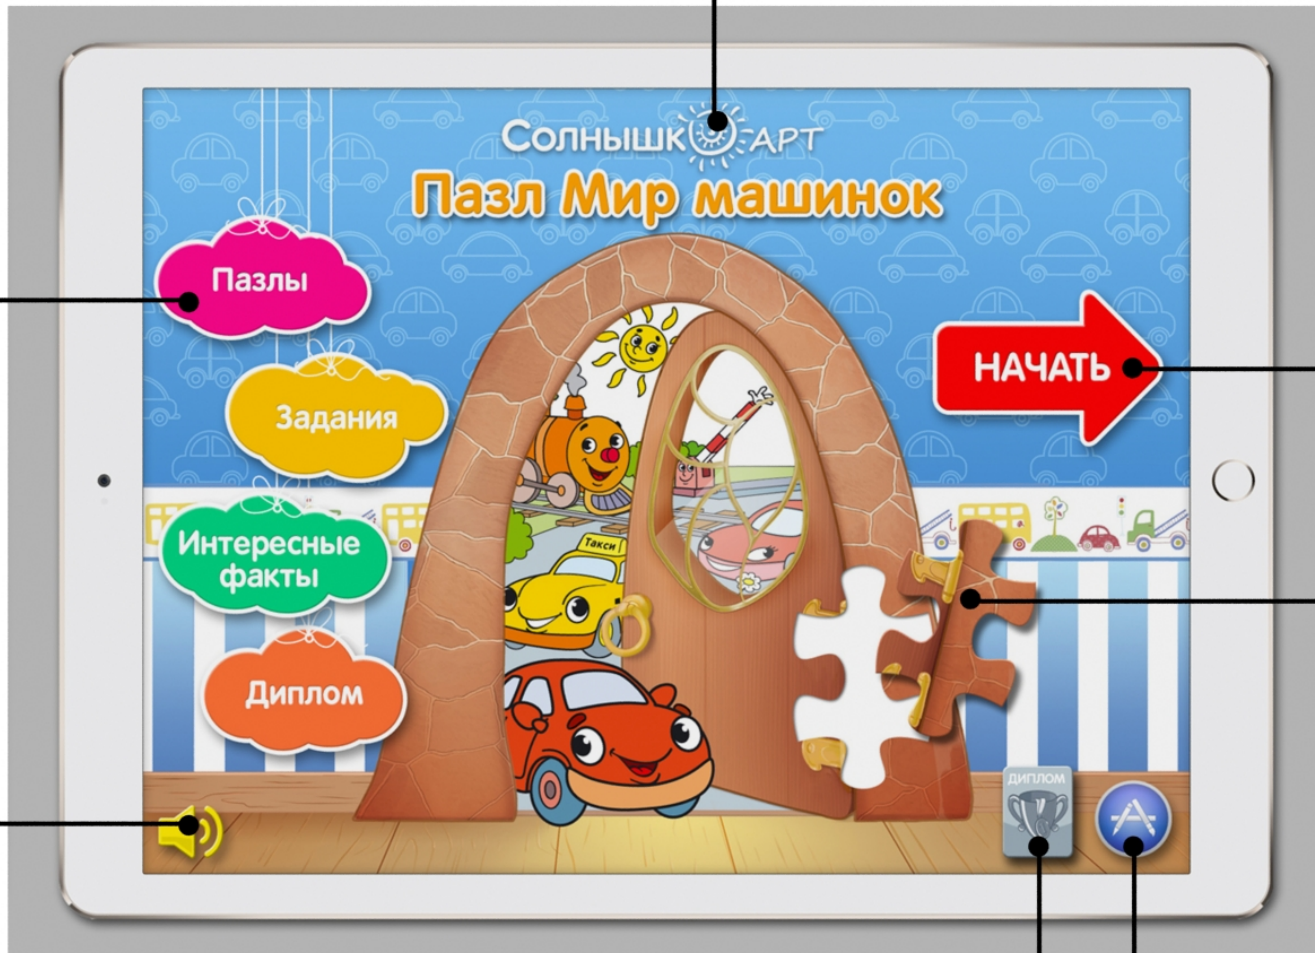 СОЛНЫШКО АРТ
Пазл Мир машинок
Пазлы
Задания
Интересные
факты
Диплом
НАЧАТЬ
Такси
ДИПЛОМ